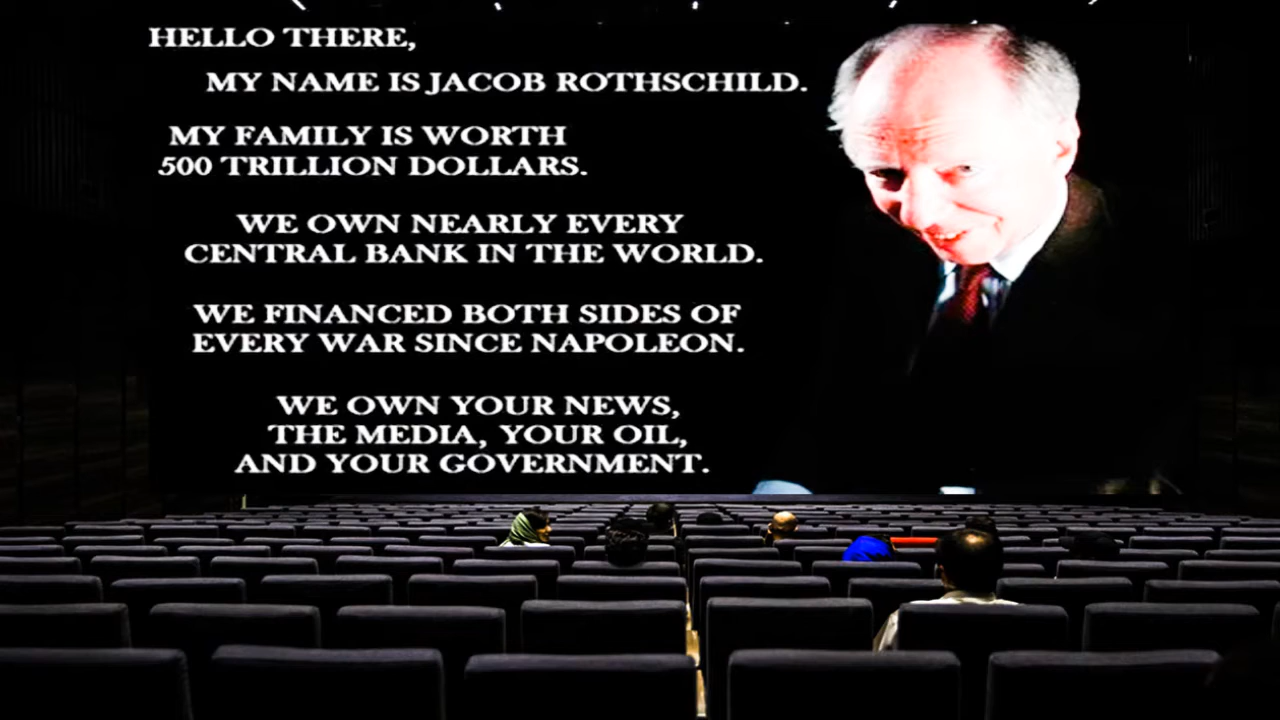 HELLO THERE,
MY NAME IS JACOB ROTHSCHILD.
MY FAMILY IS WORTH
500 TRILLION DOLLARS.
WE OWN NEARLY EVERY
CENTRAL BANK IN THE WORLD.
WE FINANCED BOTH SIDES OF
EVERY WAR SINCE NAPOLEON.
WE OWN YOUR NEWS,
THE MEDIA, YOUR OIL,
AND YOUR GOVERNMENT.